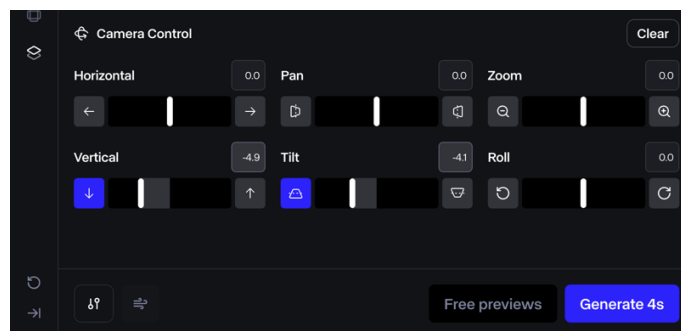 Camera Control
Clear
Horizontal 0.0 Pan 0.0 Zoom 0.0
Vertical -4.9 Tilt -4.1 Roll 0.0
Free previews Generate 4s